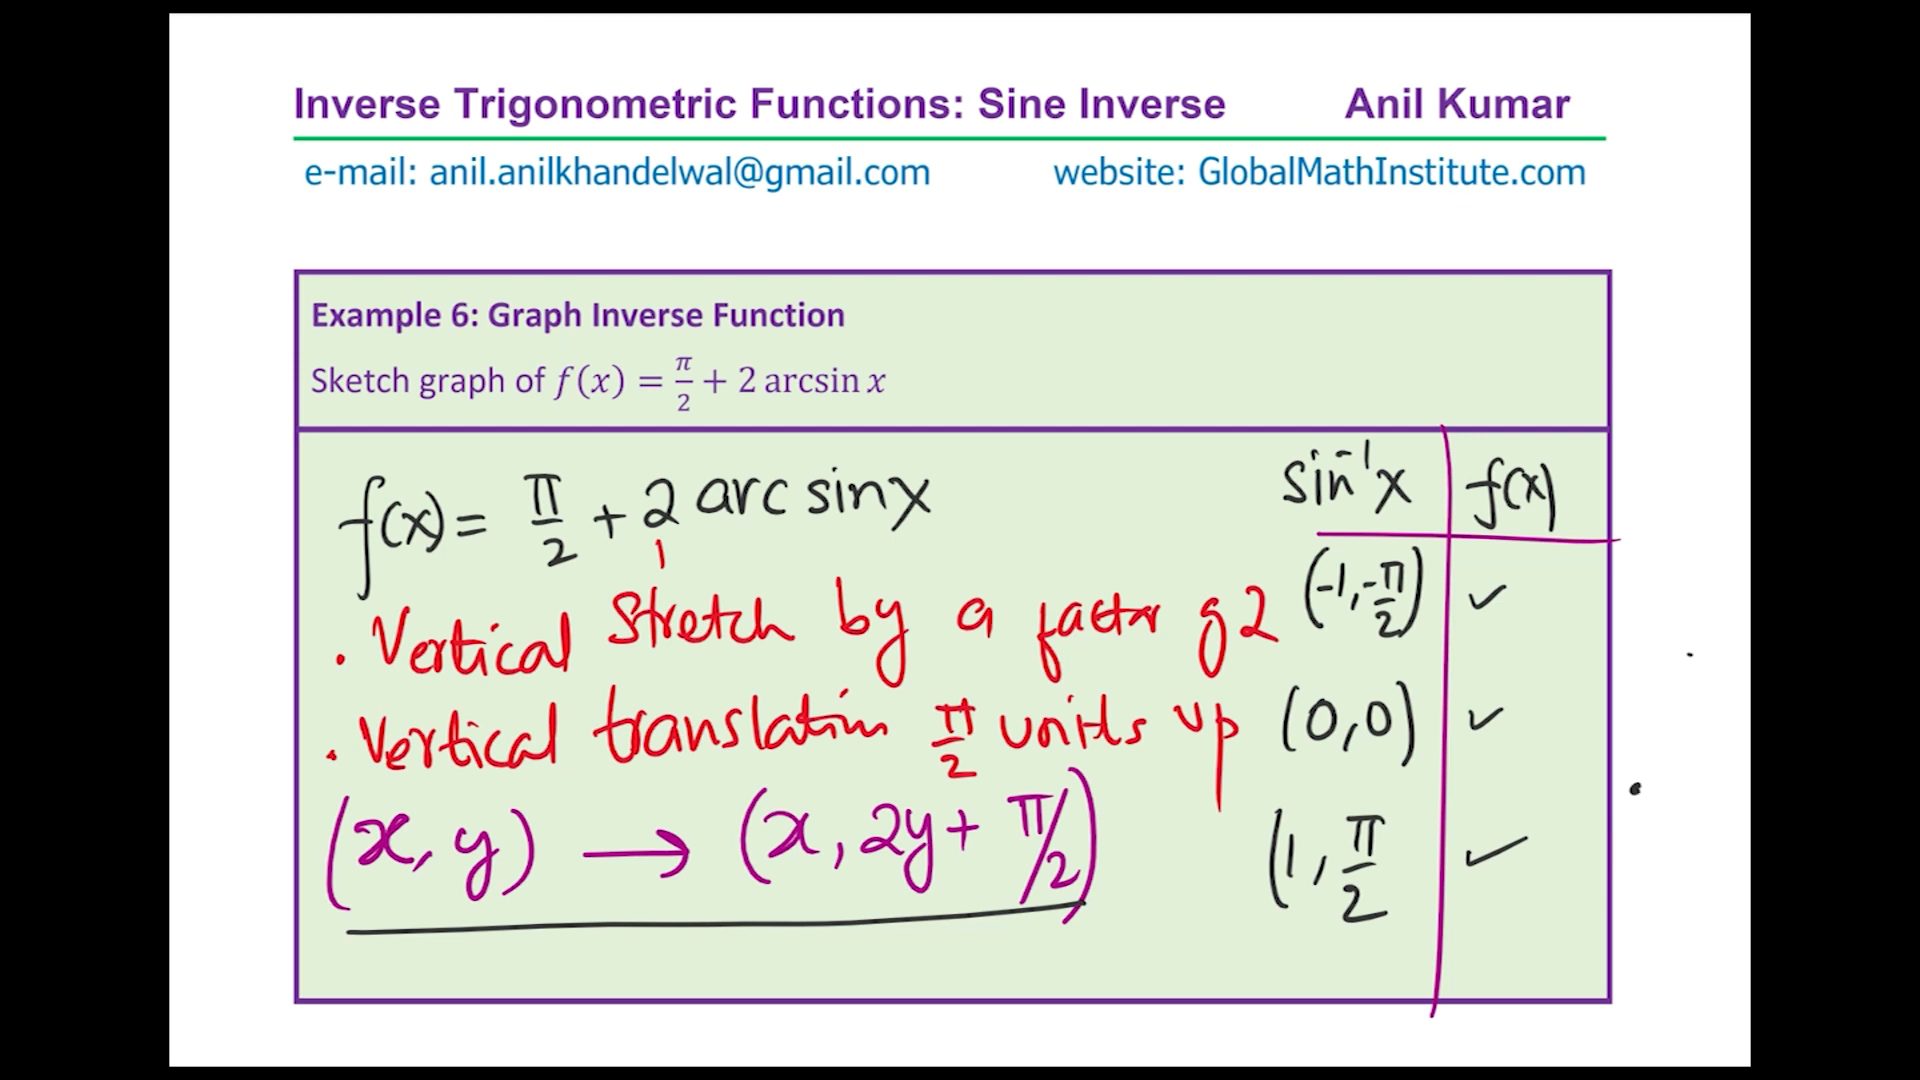 Inverse Trigonometric Functions: Sine Inverse Anil Kumar
e-mail: anil.anilkhandelwal@gmail.com website: GlobalMathInstitute.com
Example 6: Graph Inverse Function
Sketch graph of f(x) = π/2 + 2 arcsin x
f(x) = π/2 + 2 arcsinx
. Vertical Stretch by a factor of 2
. Vertical translation π/2 units up
(x, y) → (x, 2y + π/2)
sin⁻¹x f(x)
(-1, -π/2) ✓
(0,0) ✓
(1, π/2 ✓